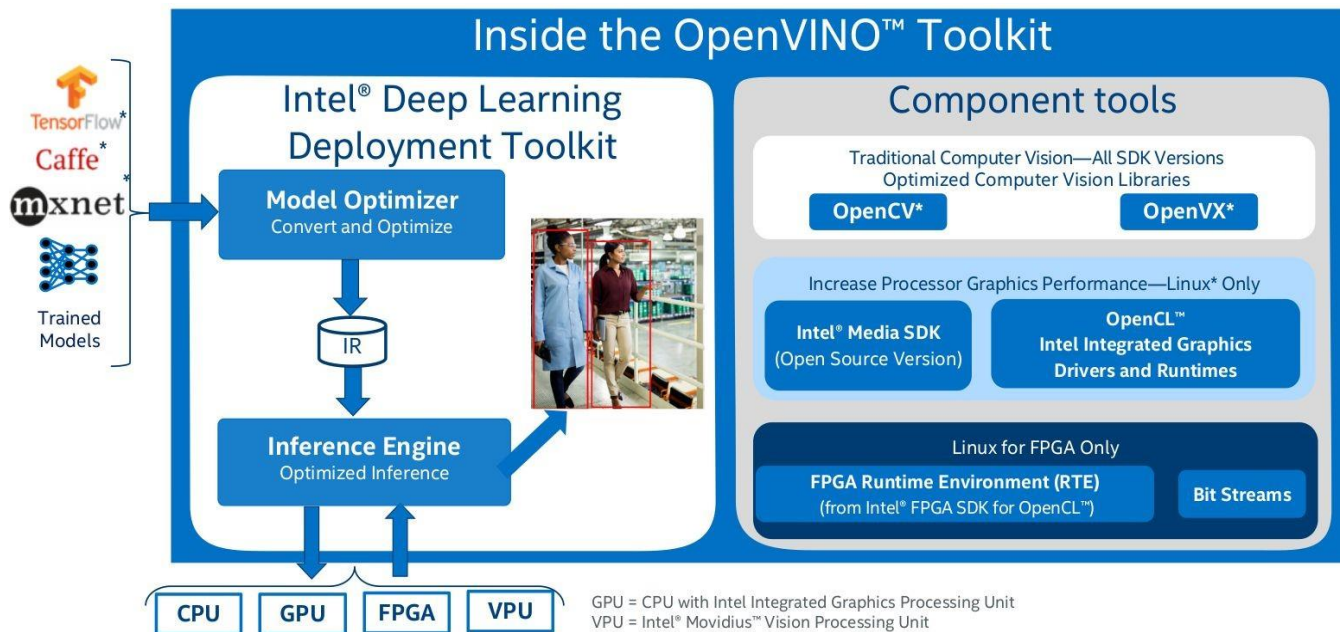 Inside the OpenVINO™ Toolkit
TensorFlow*
Caffe*
mxnet*
Trained
Models
Intel® Deep Learning
Deployment Toolkit
Model Optimizer
Convert and Optimize
IR
Inference Engine
Optimized Inference
CPU
GPU
FPGA
VPU
Component tools
Traditional Computer Vision—All SDK Versions
Optimized Computer Vision Libraries
OpenCV*
OpenVX*
Increase Processor Graphics Performance—Linux* Only
Intel® Media SDK
(Open Source Version)
OpenCL™
Intel Integrated Graphics
Drivers and Runtimes
Linux for FPGA Only
FPGA Runtime Environment (RTE)
(from Intel® FPGA SDK for OpenCL™)
Bit Streams
GPU = CPU with Intel Integrated Graphics Processing Unit
VPU = Intel® Movidius™ Vision Processing Unit